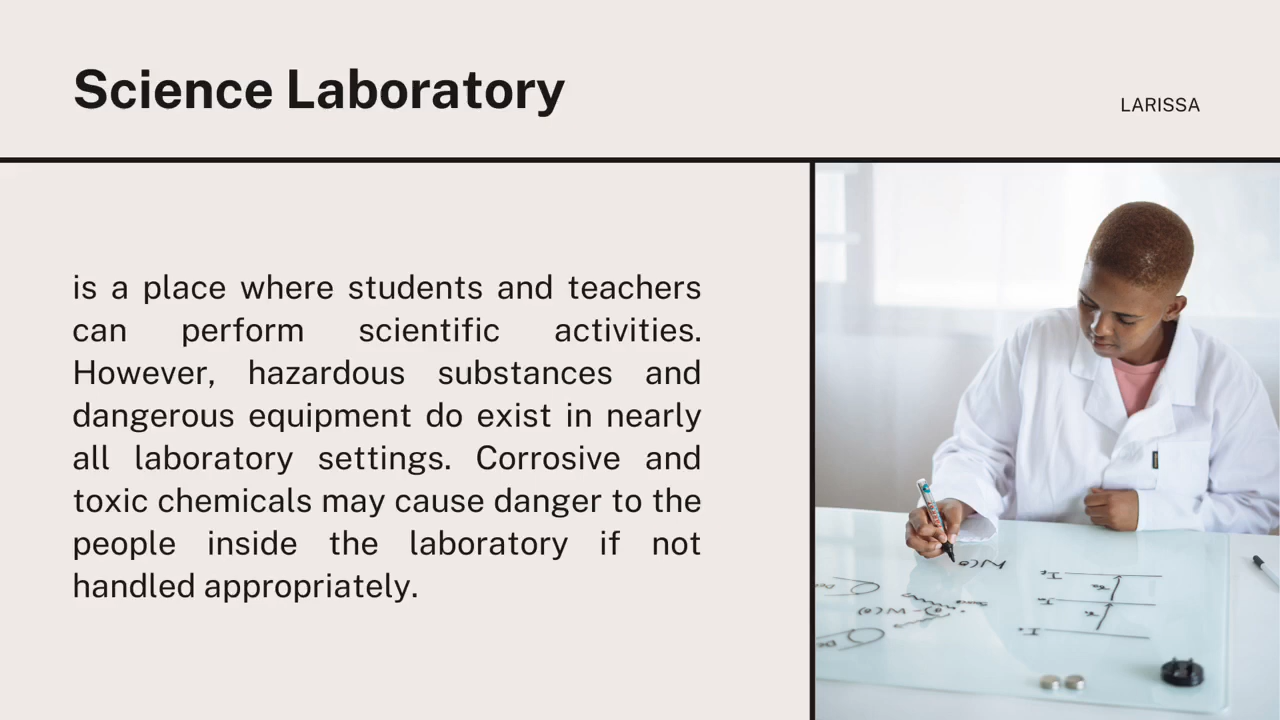 Science Laboratory
LARISSA
is a place where students and teachers
can perform scientific activities.
However, hazardous substances and
dangerous equipment do exist in nearly
all laboratory settings. Corrosive and
toxic chemicals may cause danger to the
people inside the laboratory if not
handled appropriately.